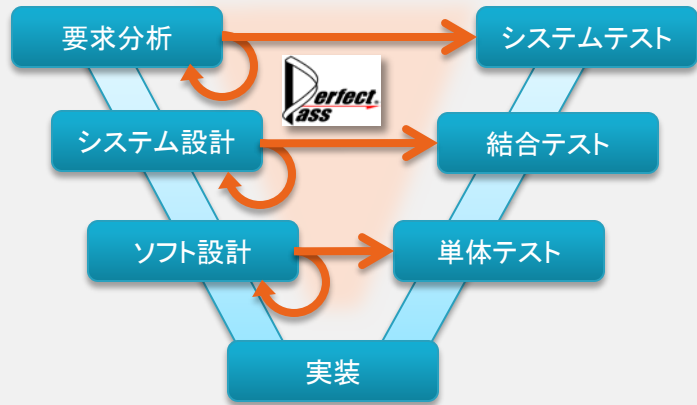 要求分析
システムテスト
Perfect
Pass
システム設計
結合テスト
ソフト設計
単体テスト
実装